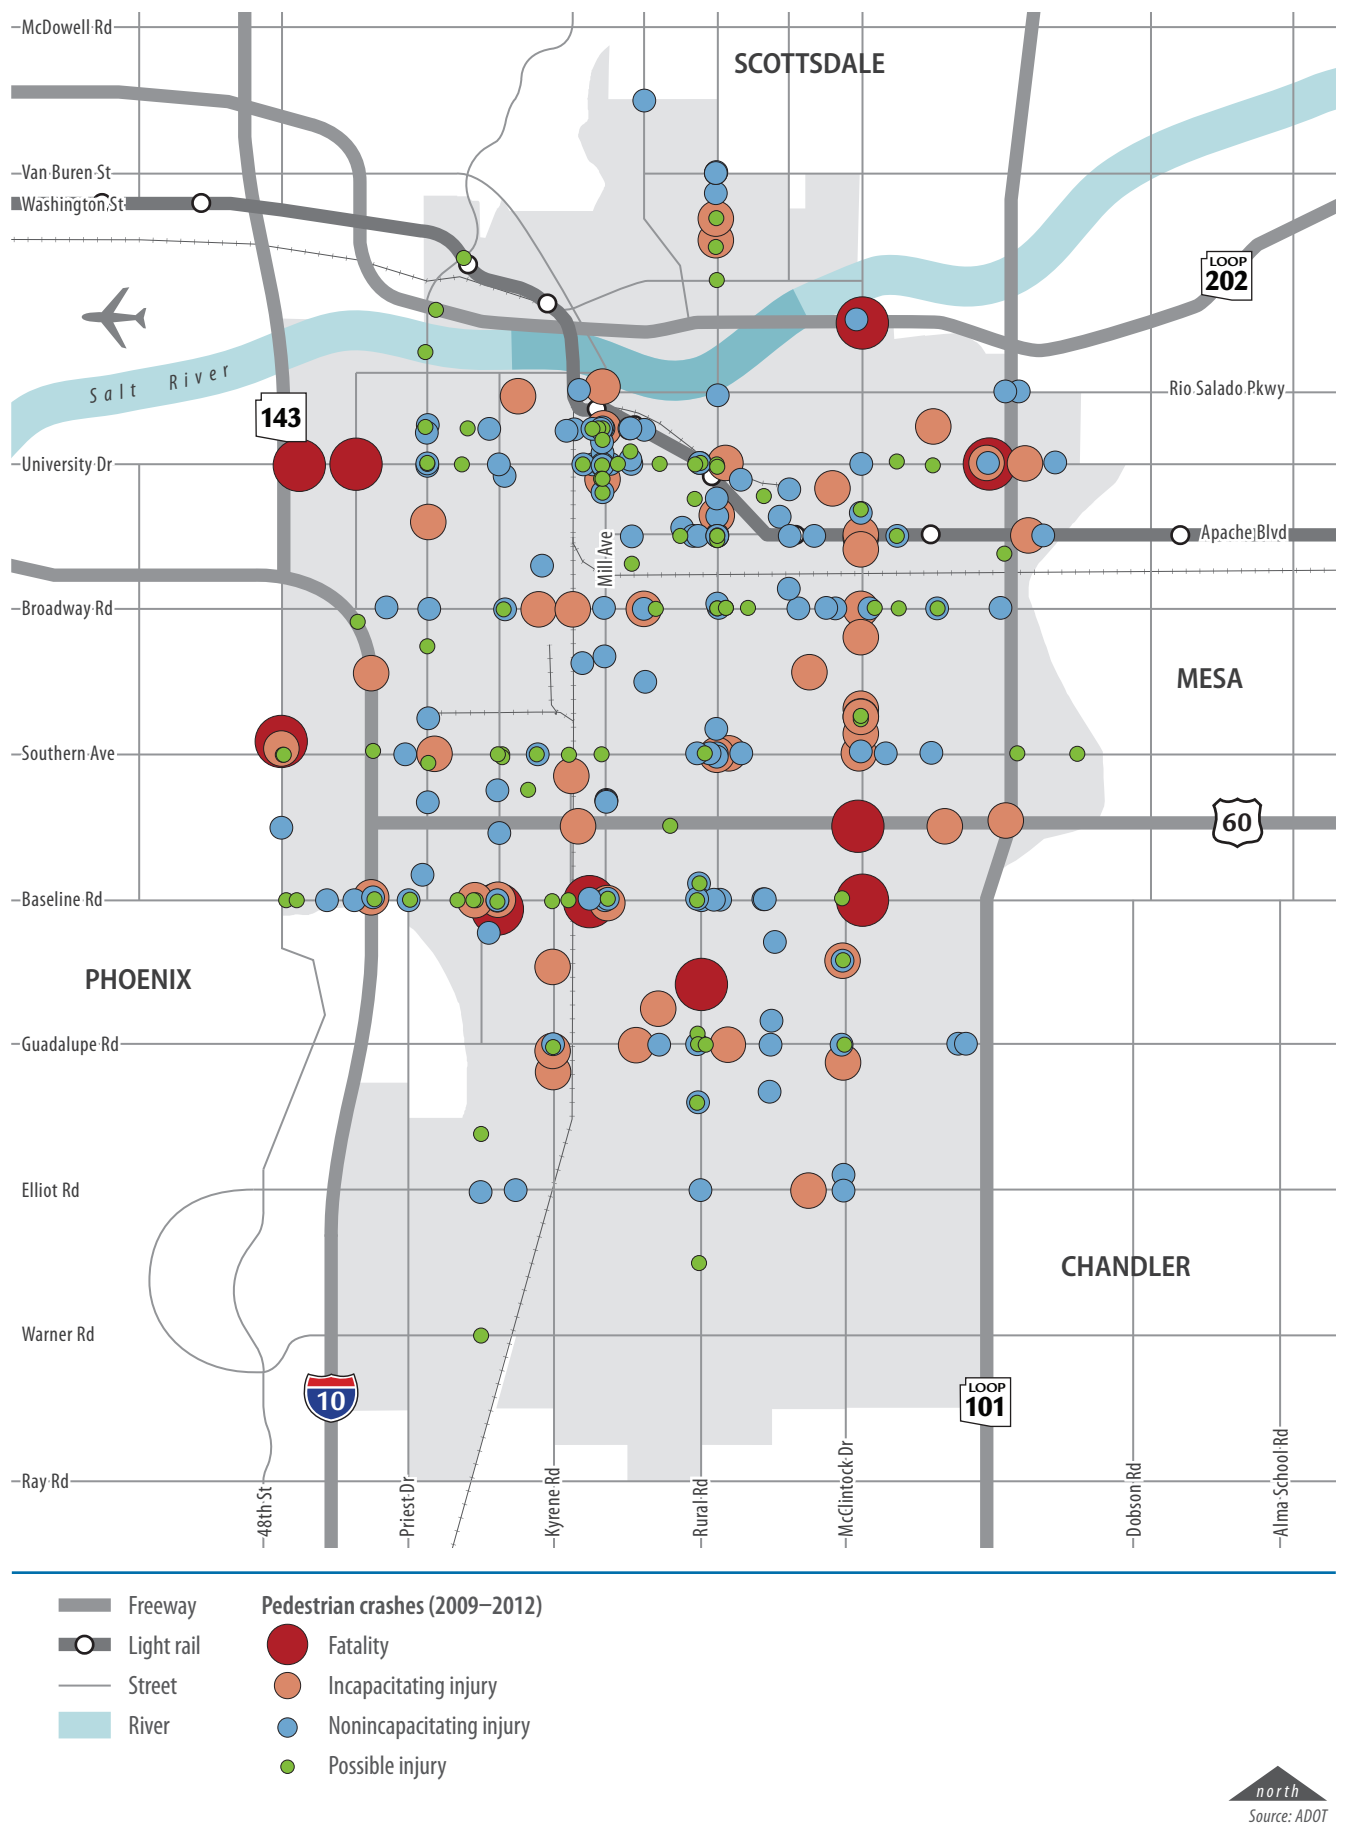 McDowell Rd
SCOTTSDALE
Van Buren St
Washington St
LOOP
202
Salt River
Rio Salado Pkwy
143
University Dr
Apache Blvd
Mill Ave
Broadway Rd
MESA
Southern Ave
60
Baseline Rd
PHOENIX
Guadalupe Rd
Elliot Rd
CHANDLER
Warner Rd
10
LOOP
101
Ray Rd
48th St
Priest Dr
Kyrene Rd
Rural Rd
McClintock Dr
Dobson Rd
Alma School Rd
Freeway
Pedestrian crashes (2009–2012)
Light rail
Fatality
Street
Incapacitating injury
River
Nonincapacitating injury
Possible injury
north
Source: ADOT